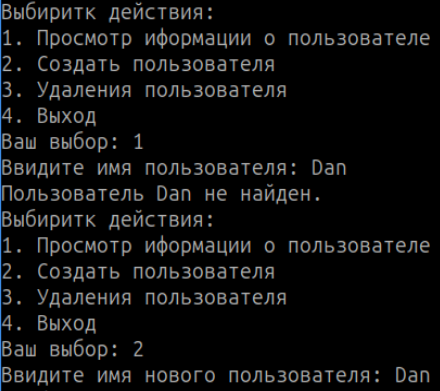 Выбиритк действия:
1. Просмотр иформации о пользователе
2. Создать пользователя
3. Удаления пользователя
4. Выход
Ваш выбор: 1
Ввидите имя пользователя: Dan
Пользователь Dan не найден.
Выбиритк действия:
1. Просмотр иформации о пользователе
2. Создать пользователя
3. Удаления пользователя
4. Выход
Ваш выбор: 2
Ввидите имя нового пользователя: Dan